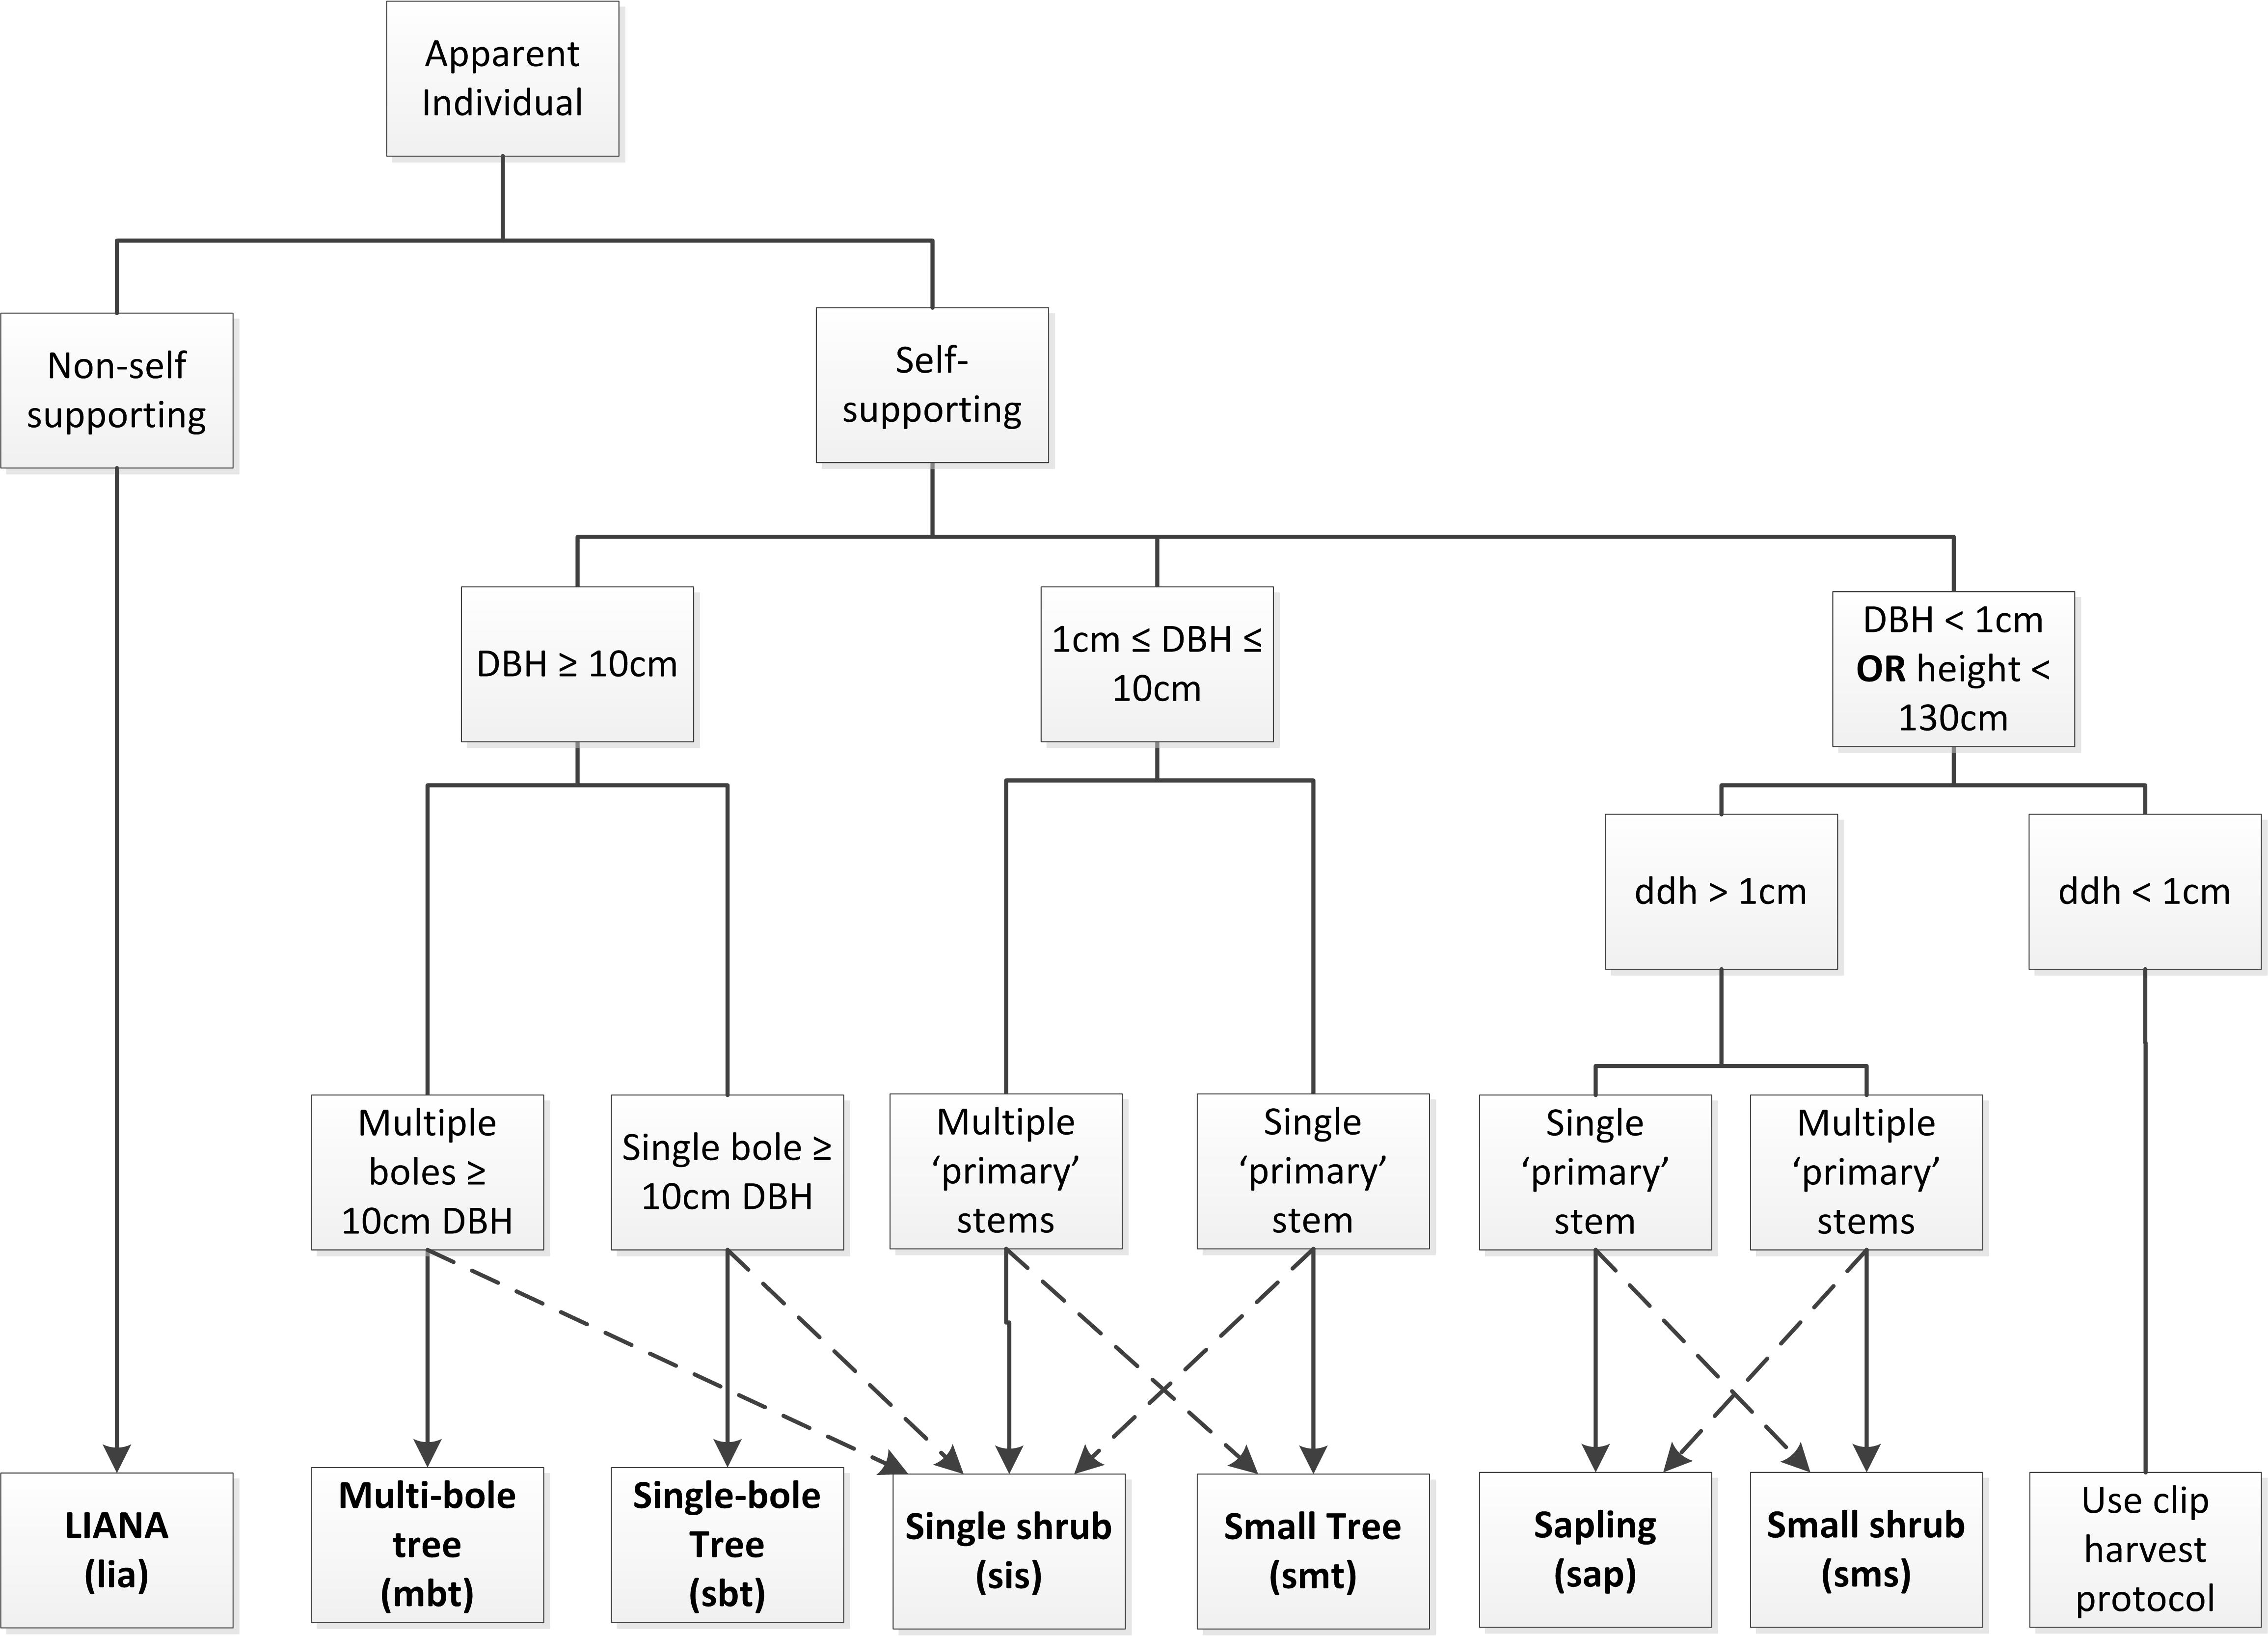 Apparent
Individual
Non-self
supporting
Self-
supporting
DBH ≥ 10cm
1cm ≤ DBH ≤
10cm
DBH < 1cm
OR height <
130cm
ddh > 1cm
ddh < 1cm
Multiple
boles ≥
10cm DBH
Single bole ≥
10cm DBH
Multiple
‘primary’
stems
Single
‘primary’
stem
Single
‘primary’
stem
Multiple
‘primary’
stems
LIANA
(lia)
Multi-bole
tree
(mbt)
Single-bole
Tree
(sbt)
Single shrub
(sis)
Small Tree
(smt)
Sapling
(sap)
Small shrub
(sms)
Use clip
harvest
protocol